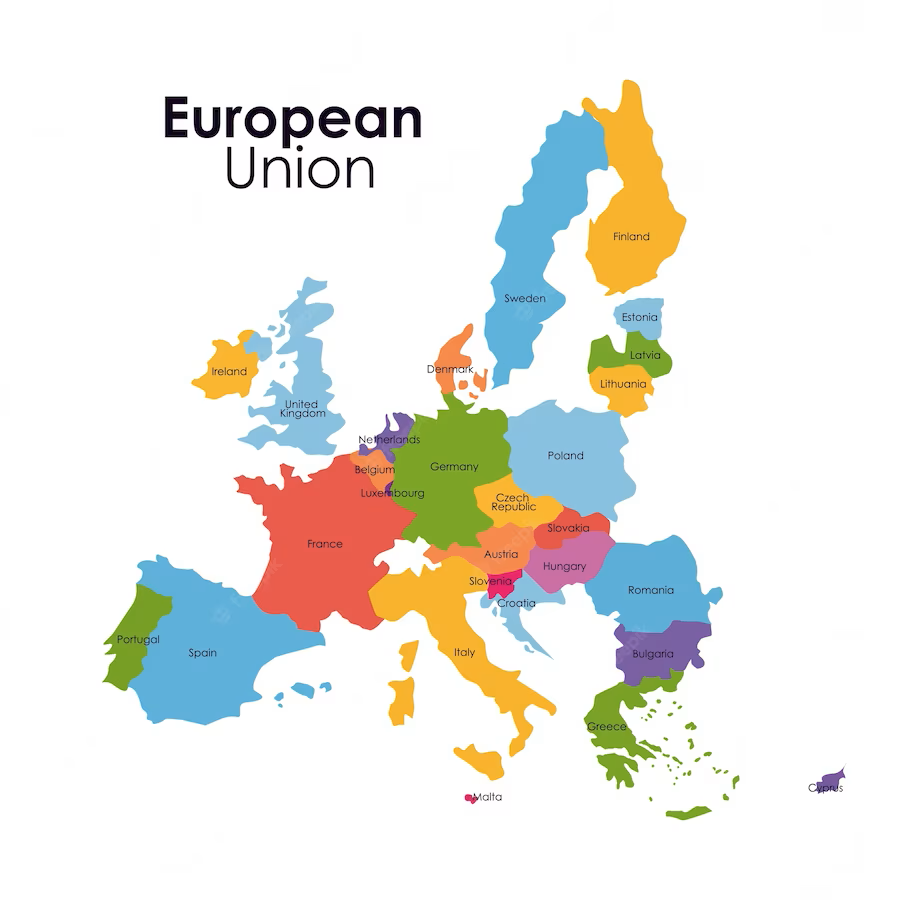 European
Union
Finland
Sweden
Estonia
Latvia
Lithuania
Denmark
Ireland
United
Kingdom
Netherlands
Belgium
Luxembourg
Germany
Poland
Czech
Republic
Slovakia
France
Austria
Hungary
Slovenia
Croatia
Romania
Portugal
Spain
Italy
Bulgaria
Greece
Malta
Cyprus